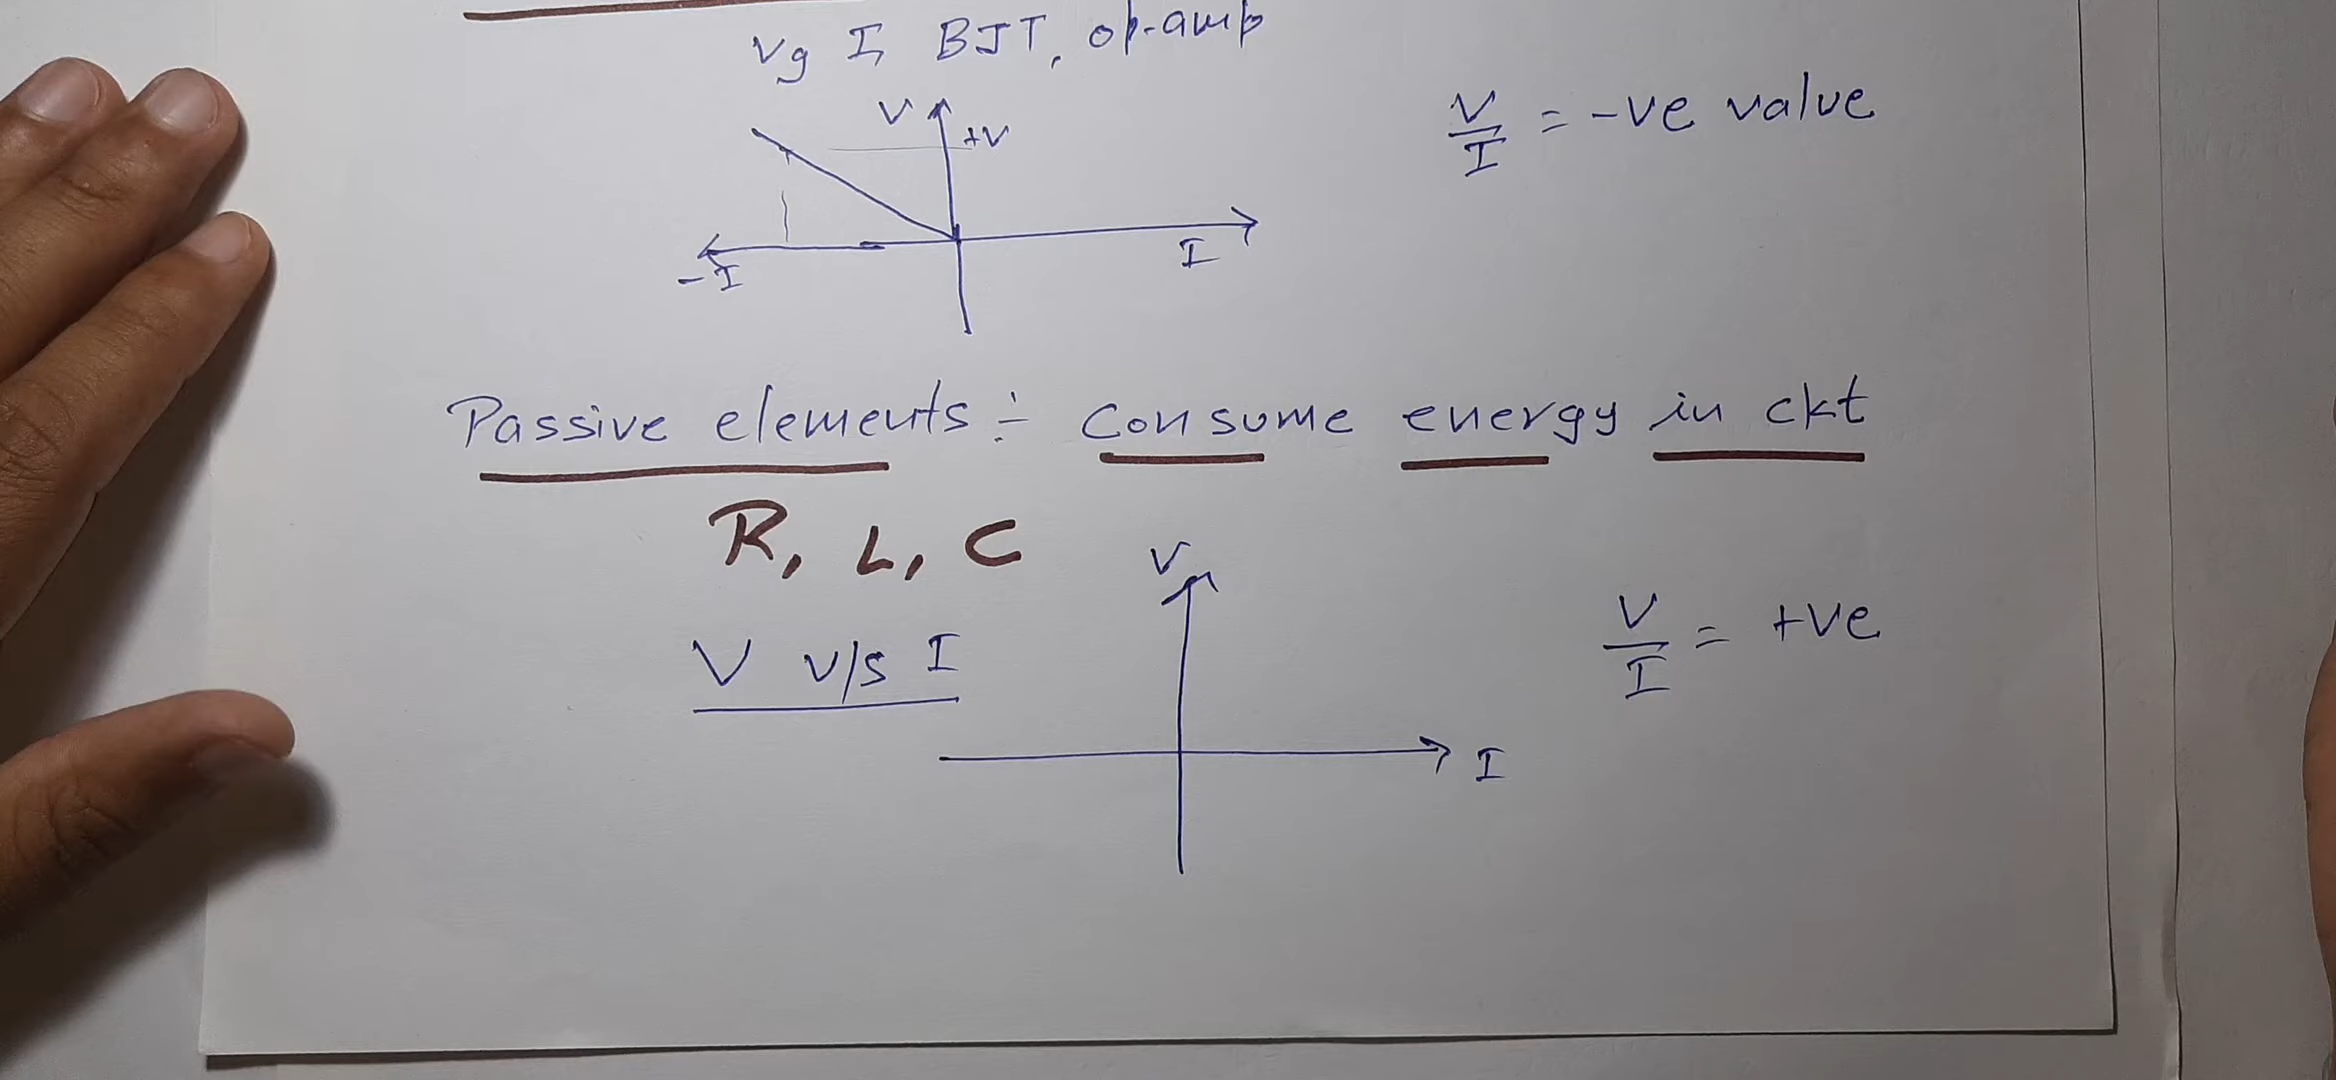 Vg I, BJT, op-amp
V
+V
-I
I
V/I = -ve value
Passive elements ÷ Consume energy in ckt
R, L, C
V v/s I
V
I
V/I = +ve